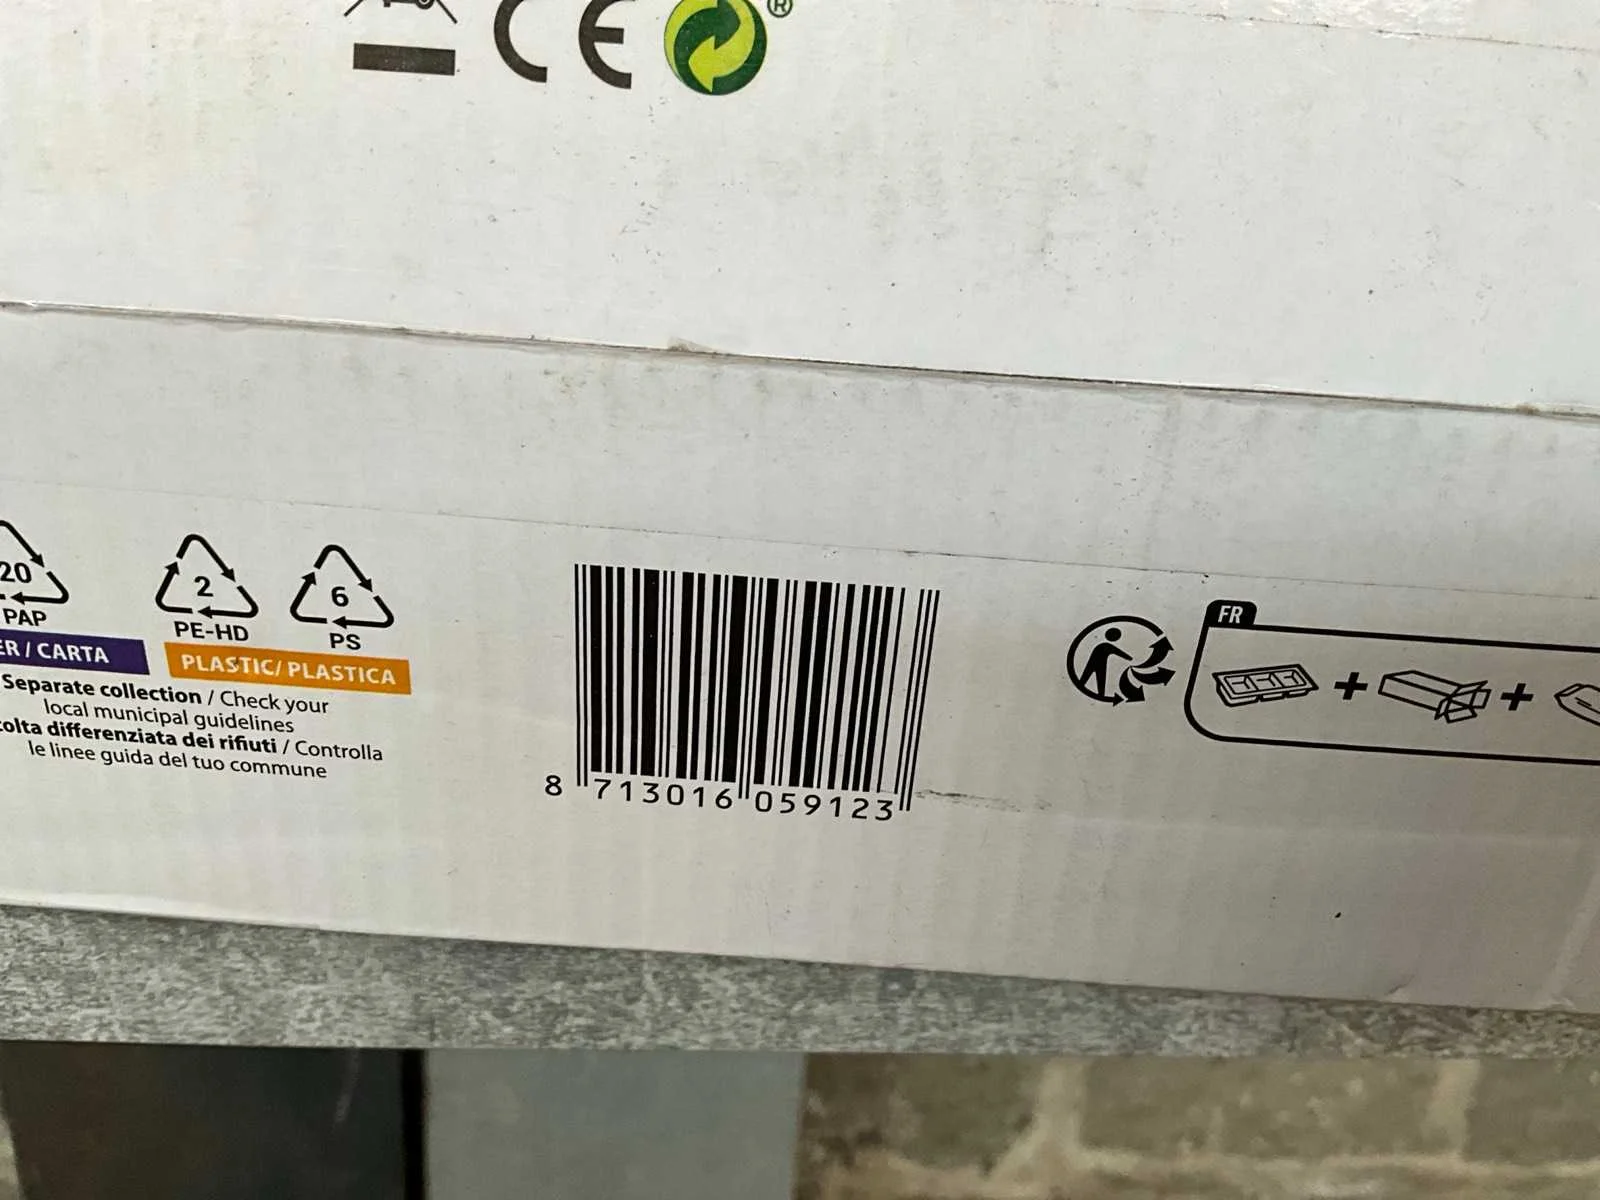 CE
®
20
PAP
2
PE-HD
6
PS
ER / CARTA
PLASTIC/ PLASTICA
Separate collection / Check your
local municipal guidelines
colta differenziata dei rifiuti / Controlla
le linee guida del tuo commune
8 713016 059123
FR
+ +